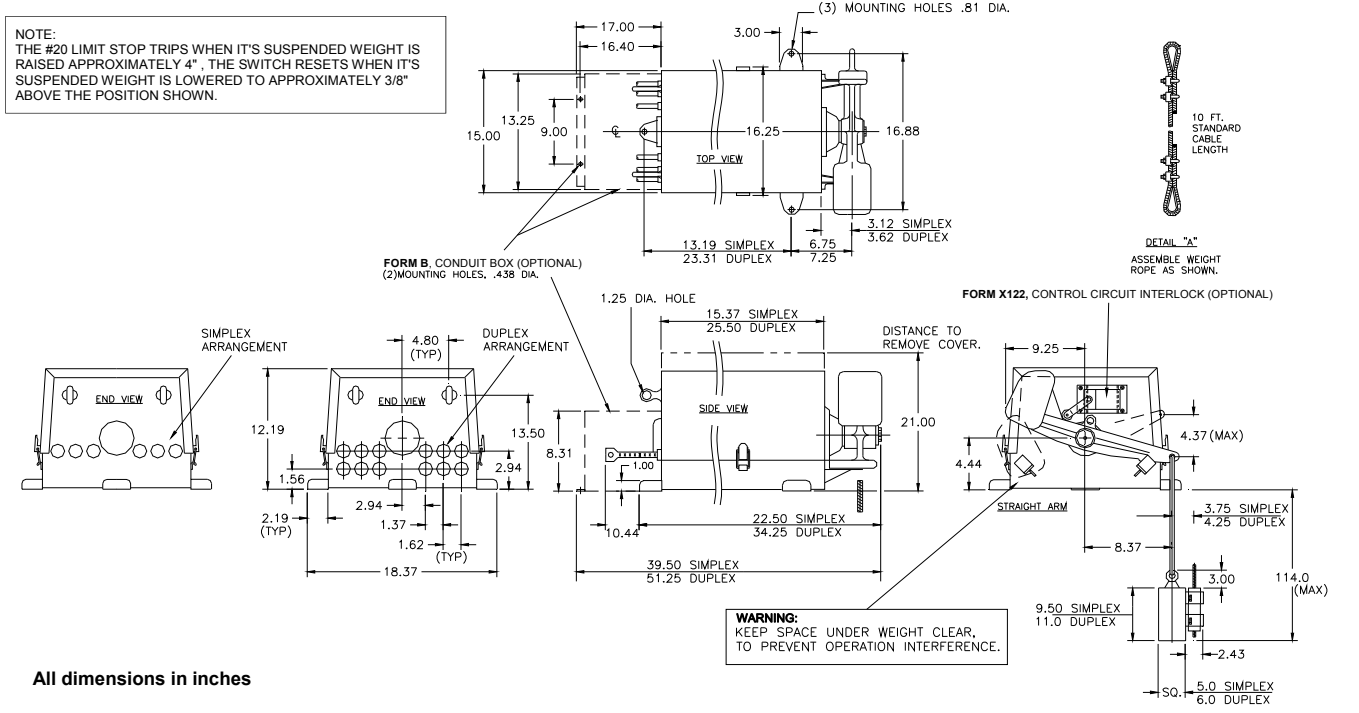 NOTE:
THE #20 LIMIT STOP TRIPS WHEN IT'S SUSPENDED WEIGHT IS
RAISED APPROXIMATELY 4" , THE SWITCH RESETS WHEN IT'S
SUSPENDED WEIGHT IS LOWERED TO APPROXIMATELY 3/8"
ABOVE THE POSITION SHOWN.
(3) MOUNTING HOLES .81 DIA.
17.00
16.40
3.00
15.00
13.25
9.00
℄
16.25
16.88
TOP VIEW
3.12 SIMPLEX
3.62 DUPLEX
13.19 SIMPLEX
23.31 DUPLEX
6.75
7.25
10 FT.
STANDARD
CABLE
LENGTH
DETAIL "A"
ASSEMBLE WEIGHT
ROPE AS SHOWN.
FORM B, CONDUIT BOX (OPTIONAL)
(2)MOUNTING HOLES, .438 DIA.
SIMPLEX
ARRANGEMENT
END VIEW
4.80
(TYP)
DUPLEX
ARRANGEMENT
END VIEW
12.19
13.50
2.94
1.56
2.94
2.19
(TYP)
1.37
1.62
(TYP)
18.37
1.25 DIA. HOLE
15.37 SIMPLEX
25.50 DUPLEX
DISTANCE TO
REMOVE COVER.
SIDE VIEW
8.31
1.00
21.00
22.50 SIMPLEX
34.25 DUPLEX
10.44
39.50 SIMPLEX
51.25 DUPLEX
FORM X122, CONTROL CIRCUIT INTERLOCK (OPTIONAL)
9.25
4.37(MAX)
4.44
STRAIGHT ARM
3.75 SIMPLEX
4.25 DUPLEX
8.37
3.00
114.0
(MAX)
9.50 SIMPLEX
11.0 DUPLEX
2.43
SQ.
5.0 SIMPLEX
6.0 DUPLEX
WARNING:
KEEP SPACE UNDER WEIGHT CLEAR,
TO PREVENT OPERATION INTERFERENCE.
All dimensions in inches